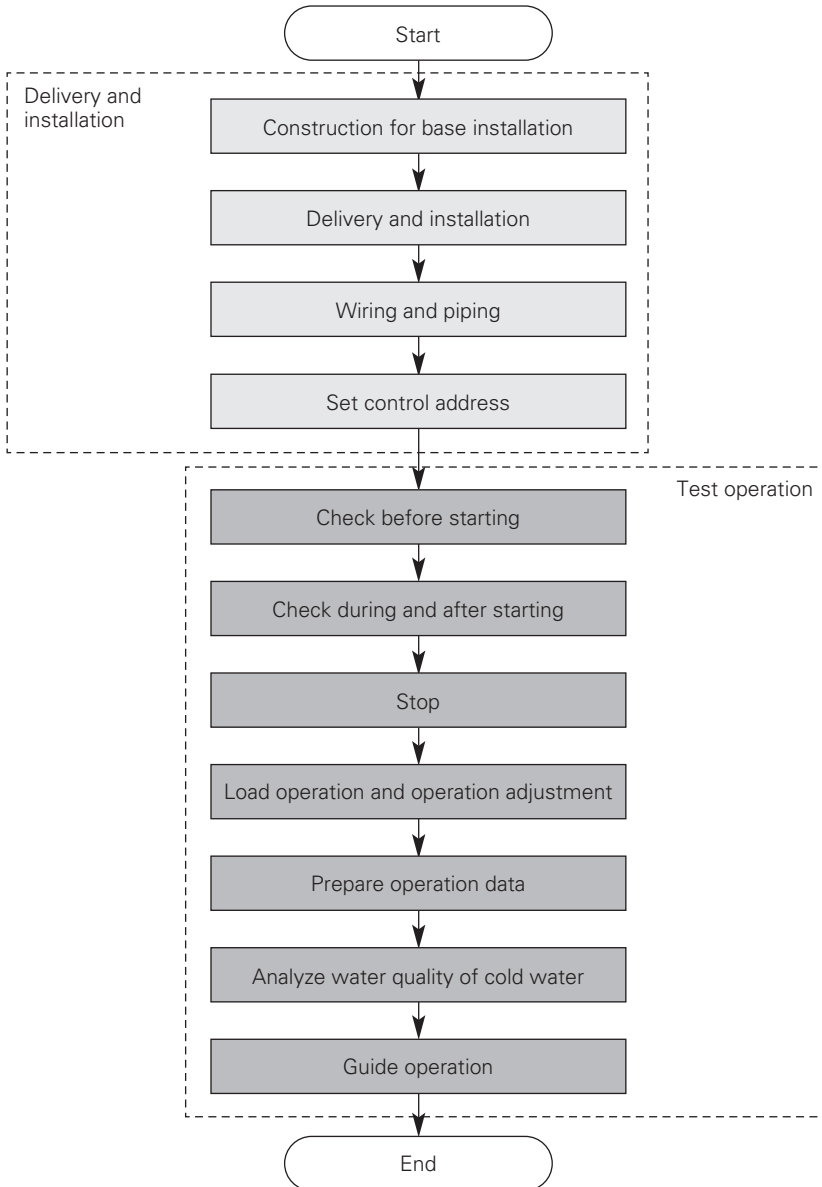 Start
Delivery and
installation
Construction for base installation
Delivery and installation
Wiring and piping
Set control address
Test operation
Check before starting
Check during and after starting
Stop
Load operation and operation adjustment
Prepare operation data
Analyze water quality of cold water
Guide operation
End